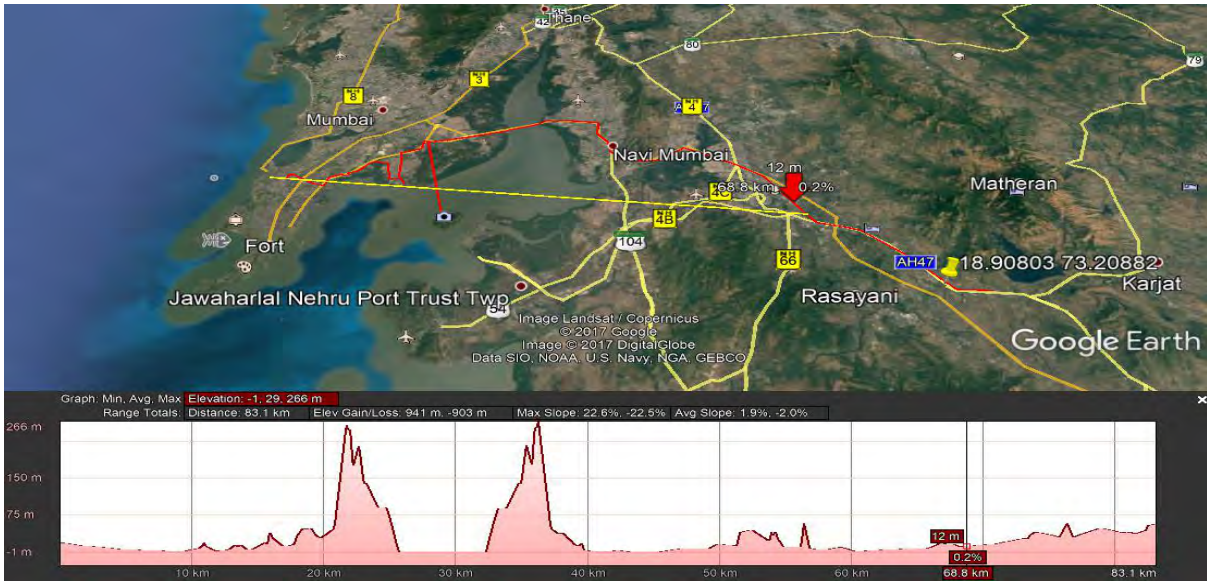 35
42
Thane
80
79
3
8
4
Mumbai
Navi Mumbai
12 m
68.8 km
0.2%
Matheran
4C
4B
Fort
104
66
AH47
18.90803 73.20882
Karjat
Jawaharlal Nehru Port Trust Twp
54
Rasayani
Image Landsat / Copernicus
© 2017 Google
Image © 2017 DigitalGlobe
Data SIO, NOAA, U.S. Navy, NGA, GEBCO
Google Earth
Graph: Min, Avg, Max Elevation: -1, 29, 266 m
Range Totals: Distance: 83.1 km Elev Gain/Loss: 941 m, -903 m Max Slope: 22.6%, -22.5% Avg Slope: 1.9%, -2.0%
266 m
150 m
75 m
-1 m
12 m
0.2%
10 km 20 km 30 km 40 km 50 km 60 km 68.8 km 83.1 km